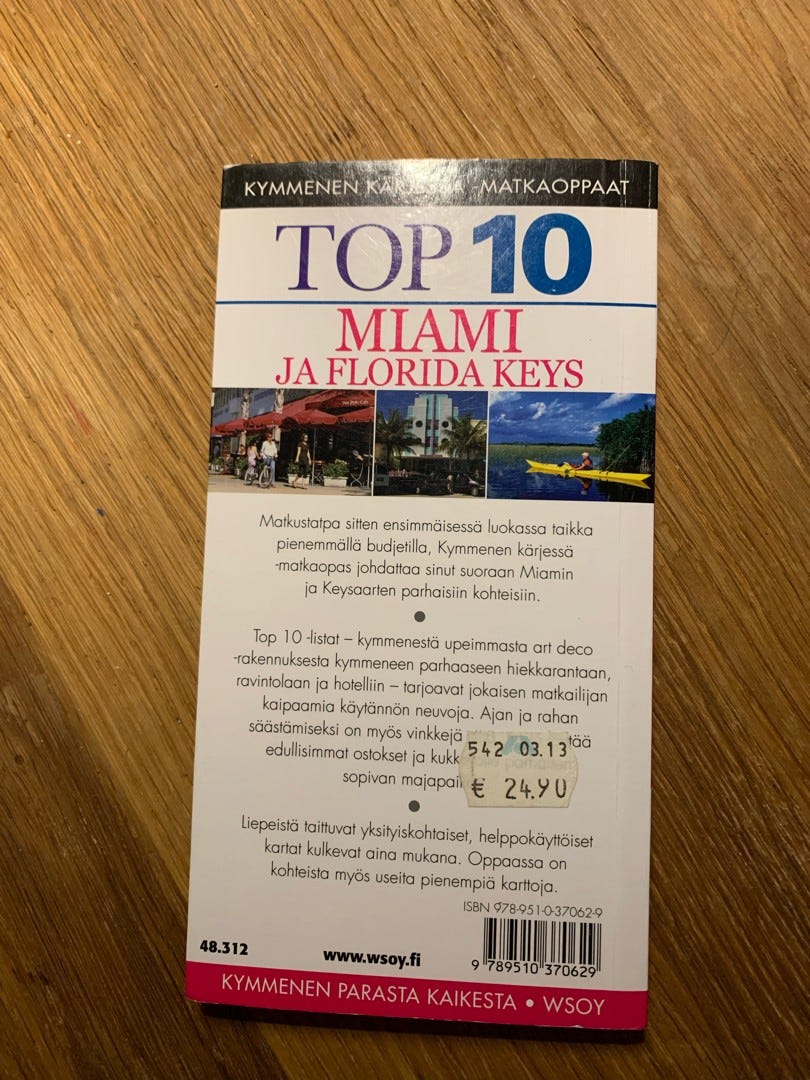 KYMMENEN KÄRJESSÄ -MATKAOPPAAT
TOP 10
MIAMI
JA FLORIDA KEYS
Matkustatpa sitten ensimmäisessä luokassa taikka
pienemmällä budjetilla, Kymmenen kärjessä
-matkaopas johdattaa sinut suoraan Miamin
ja Keysaarten parhaisiin kohteisiin.
Top 10 -listat – kymmenestä upeimmasta art deco
-rakennuksesta kymmeneen parhaaseen hiekkarantaan,
ravintolaan ja hotelliin – tarjoavat jokaisen matkailijan
kaipaamia käytännön neuvoja. Ajan ja rahan
säästämiseksi on myös vinkkejä
edullisimmat ostokset ja
sopivan
542 03.13
€ 24.90
Liepeistä taittuvat yksityiskohtaiset, helppokäyttöiset
kartat kulkevat aina mukana. Oppaassa on
kohteista myös useita pienempiä karttoja.
ISBN 978-951-0-37062-9
48.312
www.wsoy.fi
9 789510 370629
KYMMENEN PARASTA KAIKESTA • WSOY